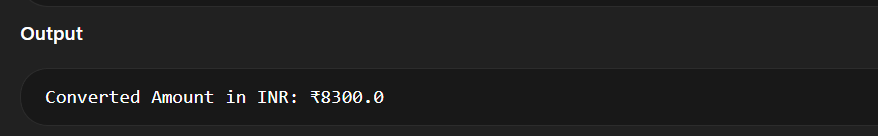 Output
Converted Amount in INR: ₹8300.0